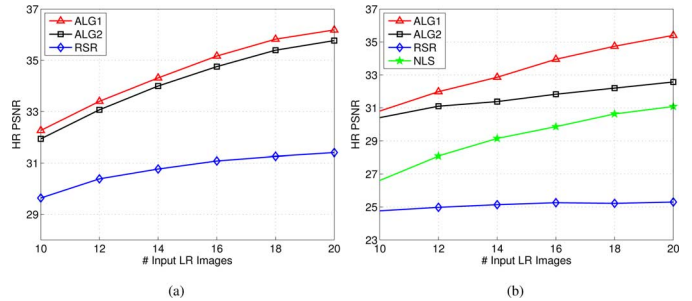 37
35
33
31
29
HR PSNR
ALG1
ALG2
RSR
10 12 14 16 18 20
# Input LR Images
(a)
37
35
33
31
29
27
25
23
HR PSNR
ALG1
ALG2
RSR
NLS
10 12 14 16 18 20
# Input LR Images
(b)